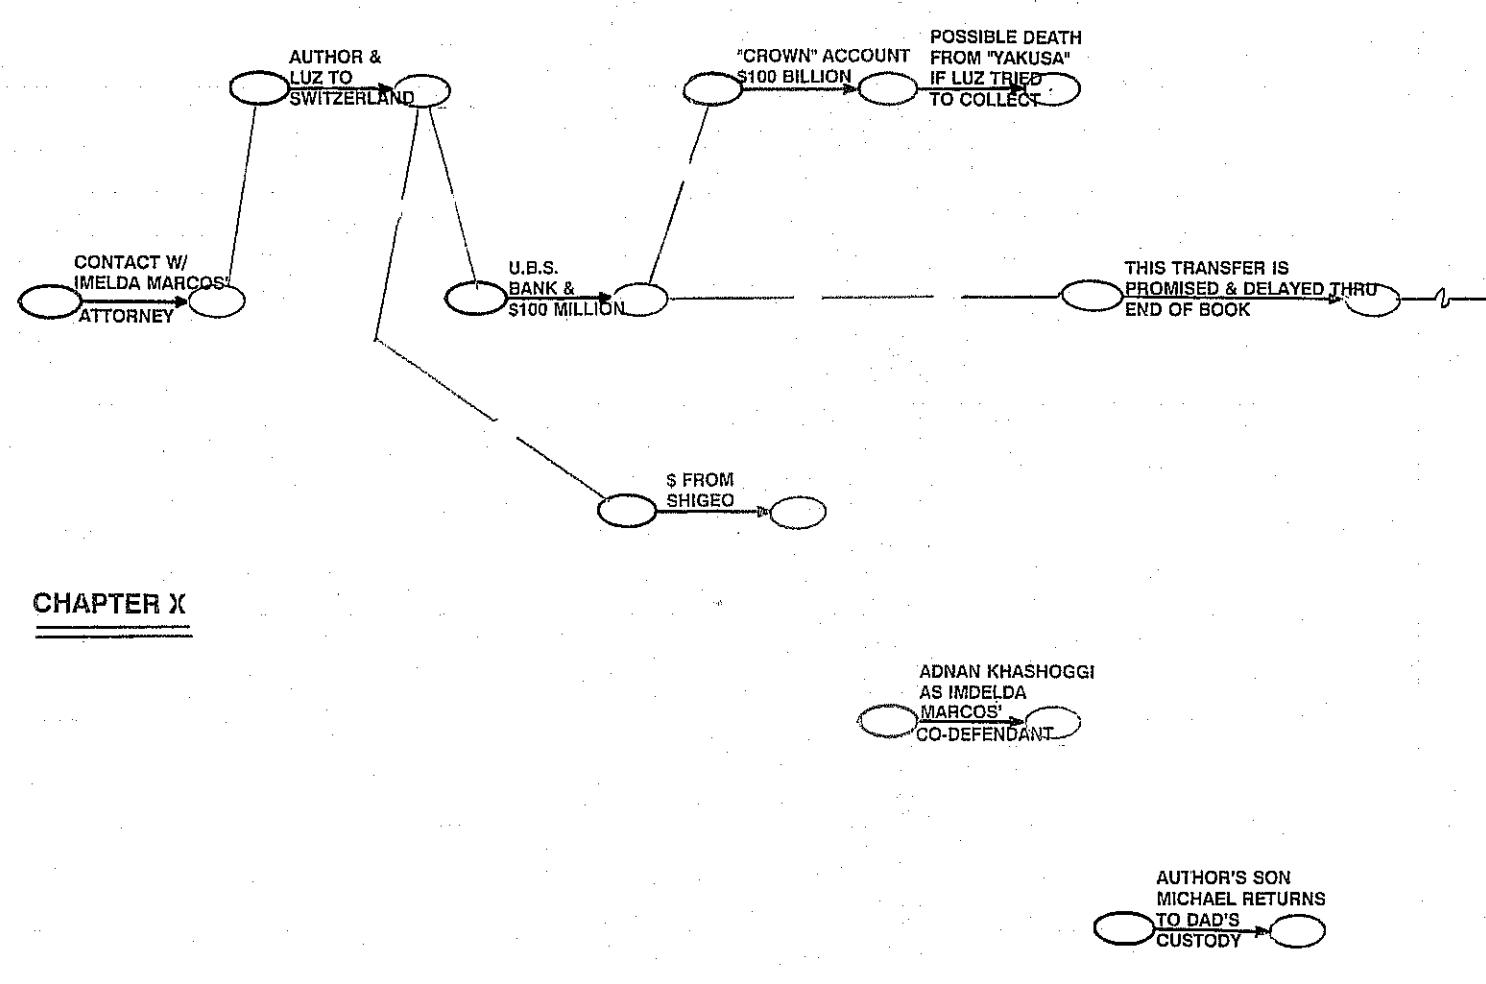 AUTHOR &
LUZ TO
SWITZERLAND
"CROWN" ACCOUNT
$100 BILLION
POSSIBLE DEATH
FROM "YAKUSA"
IF LUZ TRIED
TO COLLECT
CONTACT W/
IMELDA MARCOS'
ATTORNEY
U.B.S.
BANK &
$100 MILLION
THIS TRANSFER IS
PROMISED & DELAYED THRU
END OF BOOK
$ FROM
SHIGEO
CHAPTER X
ADNAN KHASHOGGI
AS IMDELDA
MARCOS'
CO-DEFENDANT
AUTHOR'S SON
MICHAEL RETURNS
TO DAD'S
CUSTODY